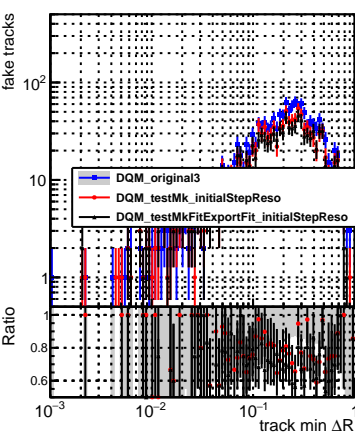 fake tracks
10²
10
1
DQM_original3
DQM_testMk_initialStepReso
DQM_testMkFitExportFit_initialStepReso
Ratio
1
0.8
0.6
10⁻³ 10⁻² 10⁻¹ 1
track min ΔR